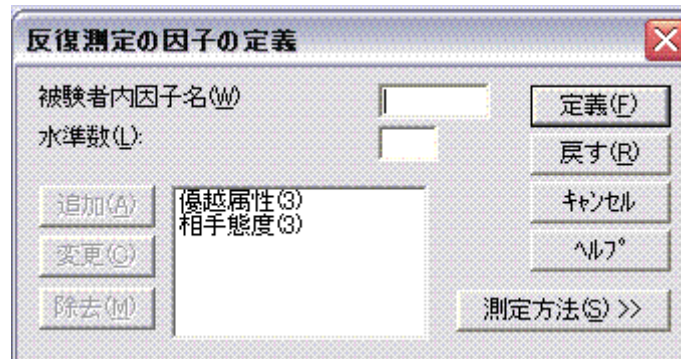 反復測定の因子の定義
被験者内因子名(W)
水準数(L):
定義(F)
戻す(R)
キャンセル
ヘルプ
追加(A)
変更(C)
除去(M)
優越属性(3)
相手態度(3)
測定方法(S) >>